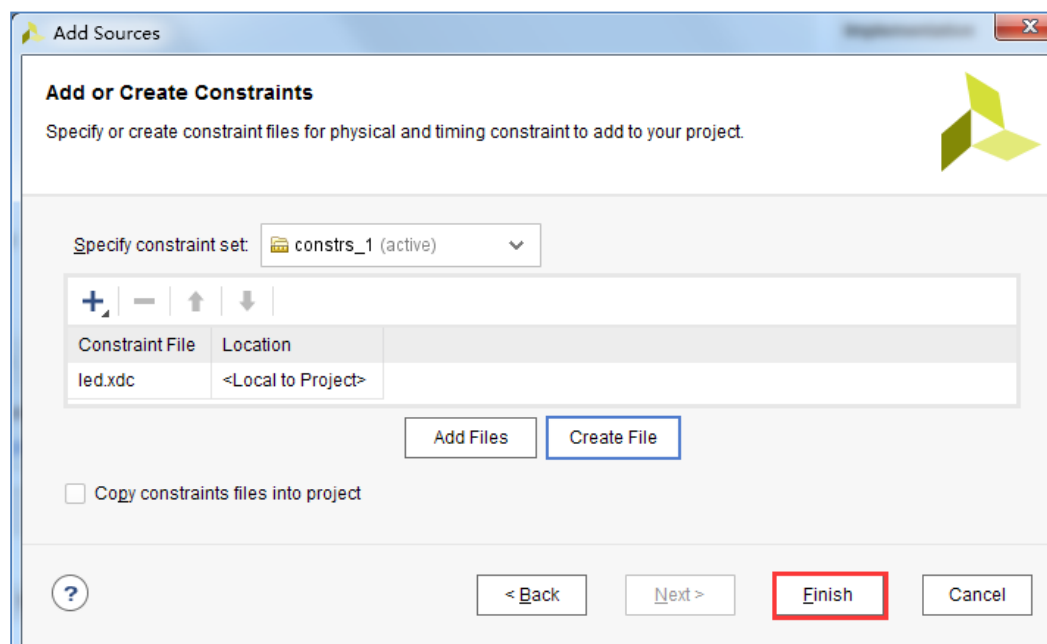 Add Sources
Add or Create Constraints
Specify or create constraint files for physical and timing constraint to add to your project.
Specify constraint set: constrs_1 (active)
Constraint File Location
led.xdc <Local to Project>
Add Files Create File
Copy constraints files into project
? < Back Next > Finish Cancel